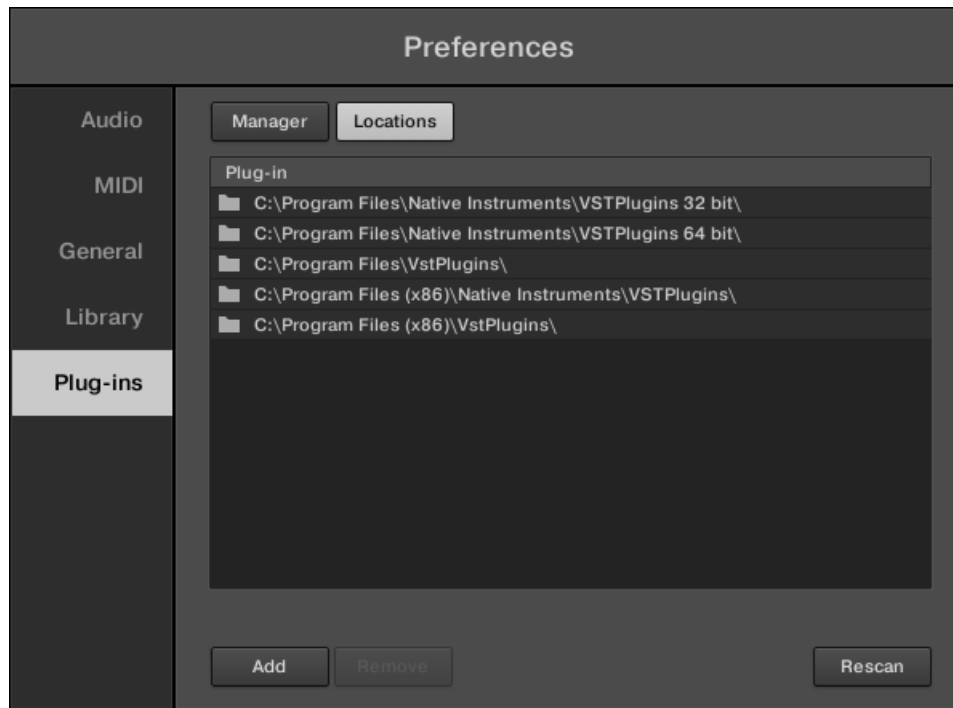 Preferences
Audio
MIDI
General
Library
Plug-ins
Manager
Locations
Plug-in
C:\Program Files\Native Instruments\VSTPlugins 32 bit\
C:\Program Files\Native Instruments\VSTPlugins 64 bit\
C:\Program Files\VstPlugins\
C:\Program Files (x86)\Native Instruments\VSTPlugins\
C:\Program Files (x86)\VstPlugins\
Add
Remove
Rescan